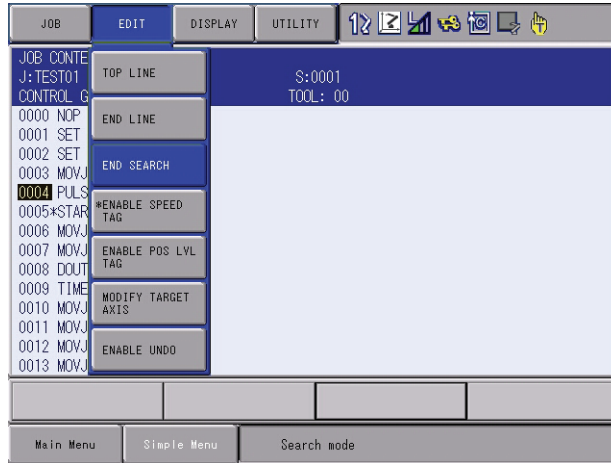 JOB EDIT DISPLAY UTILITY
JOB CONTE
J:TEST01 S:0001
CONTROL G TOOL: 00
0000 NOP
0001 SET
0002 SET
0003 MOVJ
0004 PULS
0005*STAR
0006 MOVJ
0007 MOVJ
0008 DOUT
0009 TIME
0010 MOVJ
0011 MOVJ
0012 MOVJ
0013 MOVJ
TOP LINE
END LINE
END SEARCH
*ENABLE SPEED
TAG
ENABLE POS LVL
TAG
MODIFY TARGET
AXIS
ENABLE UNDO
Main Menu Simple Menu Search mode